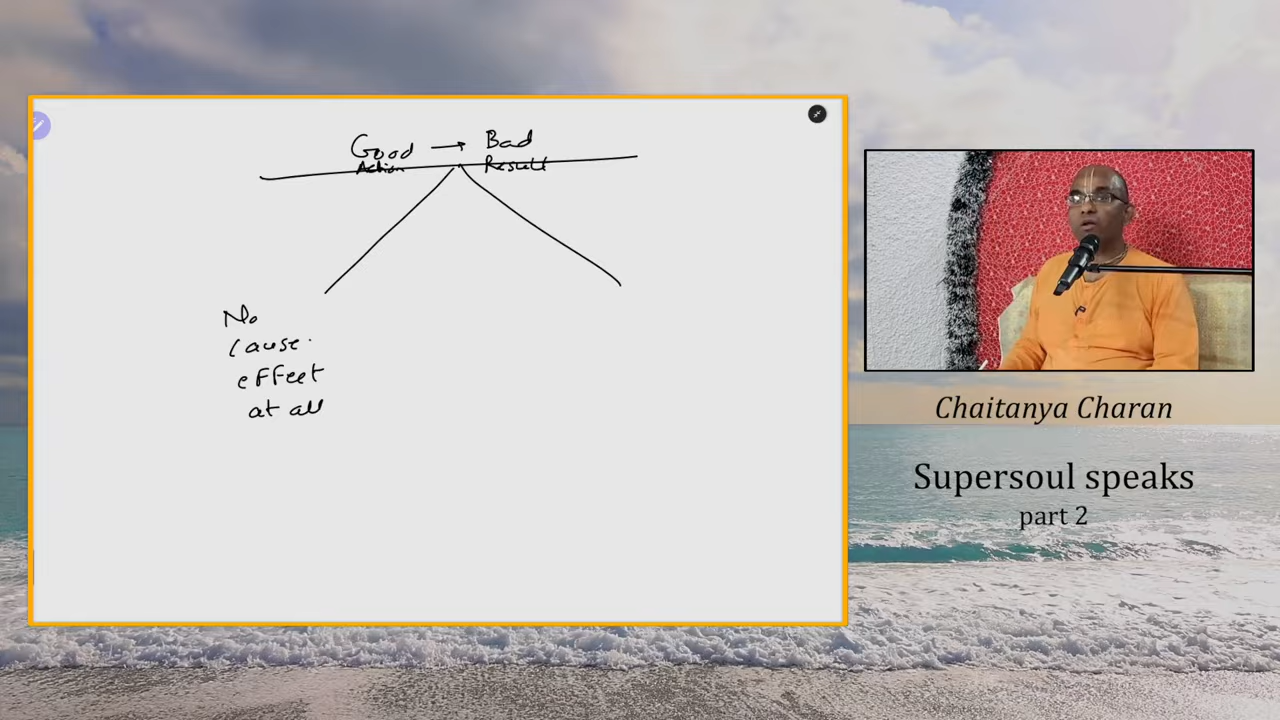 Good → Bad
Action Result
No
cause-
effect
at all
Chaitanya Charan
Supersoul speaks
part 2